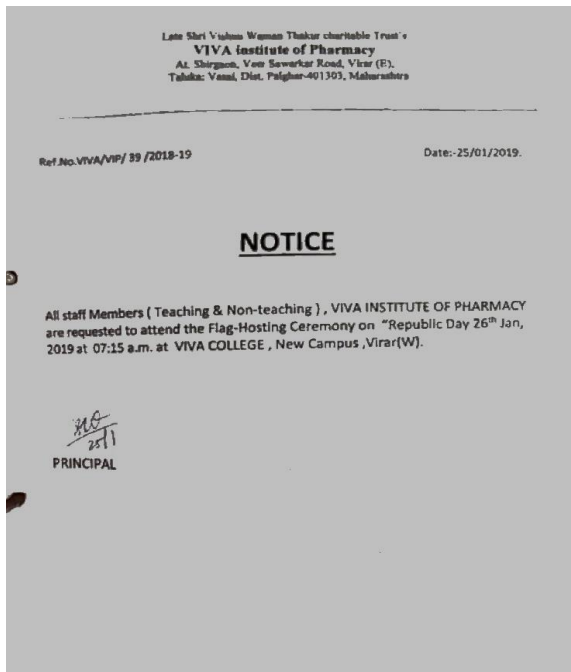 Late Shri Vishnu Waman Thakur charitable Trust's
VIVA institute of Pharmacy
At. Shirgaon, Veer Sawarkar Road, Virar (E).
Taluka: Vasai, Dist. Palghar-401303, Maharashtra
Ref.No.VIVA/VIP/ 39 /2018-19
Date:-25/01/2019.
NOTICE
All staff Members ( Teaching & Non-teaching ) , VIVA INSTITUTE OF PHARMACY
are requested to attend the Flag-Hosting Ceremony on "Republic Day 26th Jan,
2019 at 07:15 a.m. at VIVA COLLEGE , New Campus ,Virar(W).
25/1
PRINCIPAL